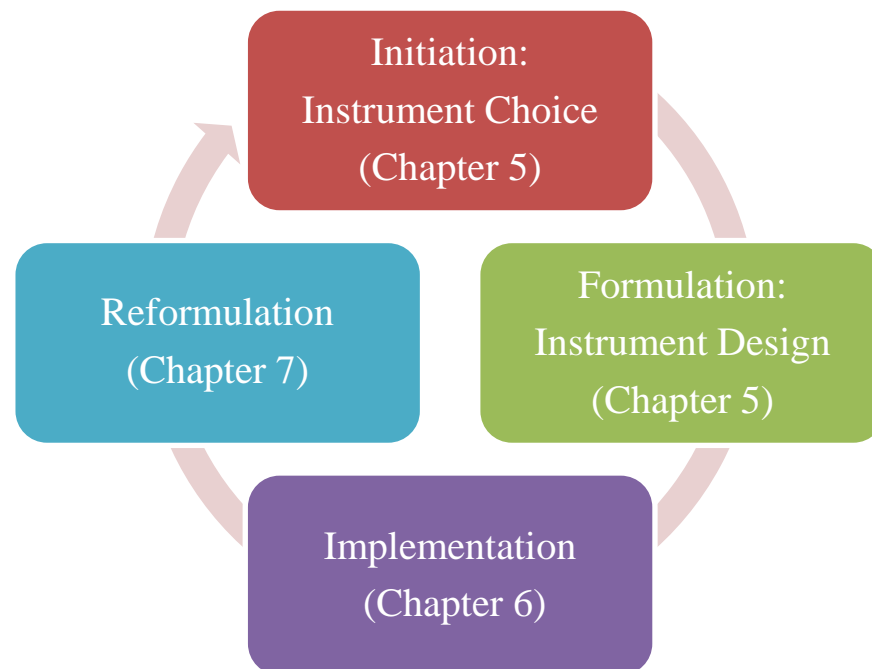 Initiation:
Instrument Choice
(Chapter 5)
Formulation:
Instrument Design
(Chapter 5)
Implementation
(Chapter 6)
Reformulation
(Chapter 7)